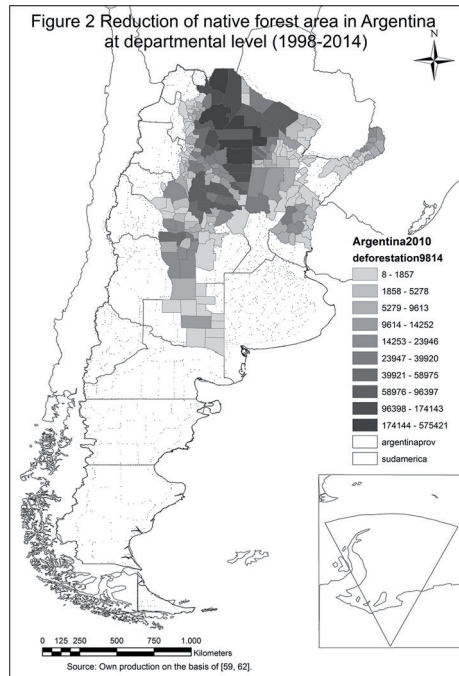 Figure 2 Reduction of native forest area in Argentina
at departmental level (1998-2014)
N
Argentina2010
deforestation9814
8 - 1857
1858 - 5278
5279 - 9613
9614 - 14252
14253 - 23946
23947 - 39920
39921 - 58975
58976 - 96397
96398 - 174143
174144 - 575421
argentinaprov
sudamerica
0 125 250 500 750 1.000
Kilometers
Source: Own production on the basis of [59, 62].